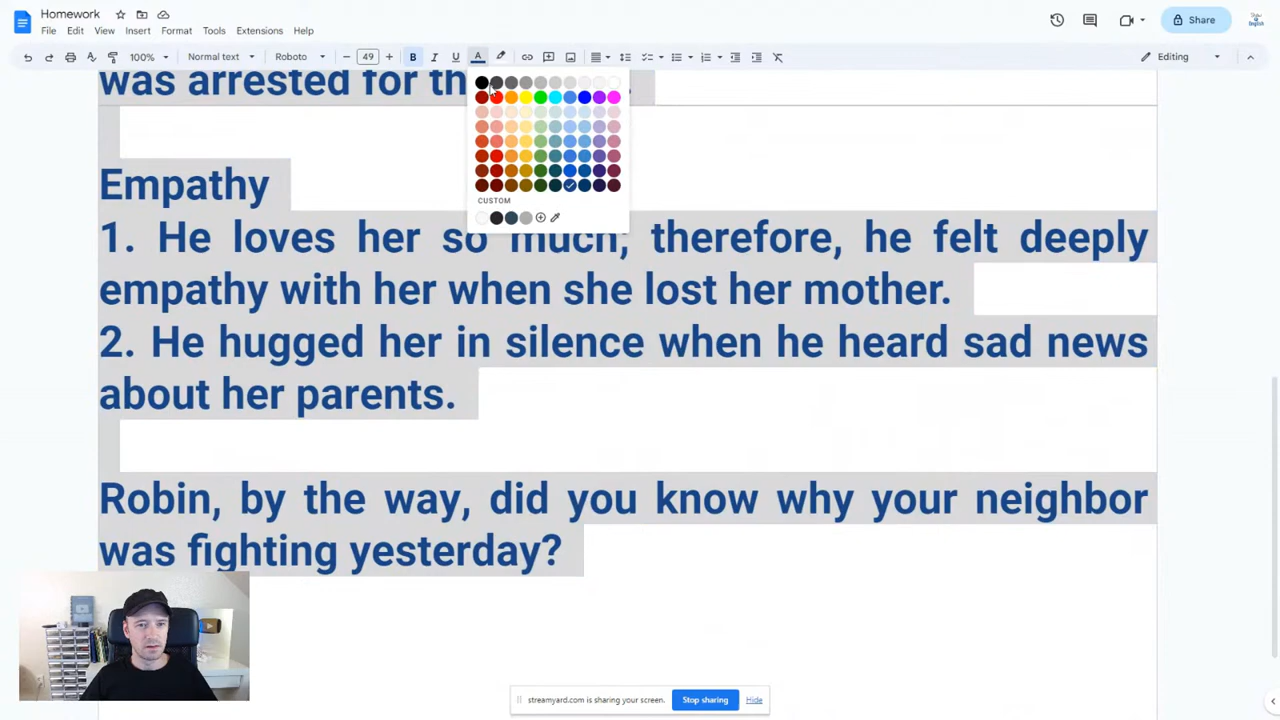 Homework
File Edit View Insert Format Tools Extensions Help
Share
100% Normal text Roboto 49 B I U A Editing
was arrested for th
CUSTOM
Empathy
1. He loves her so much, therefore, he felt deeply
empathy with her when she lost her mother.
2. He hugged her in silence when he heard sad news
about her parents.
Robin, by the way, did you know why your neighbor
was fighting yesterday?
streamyard.com is sharing your screen. Stop sharing Hide